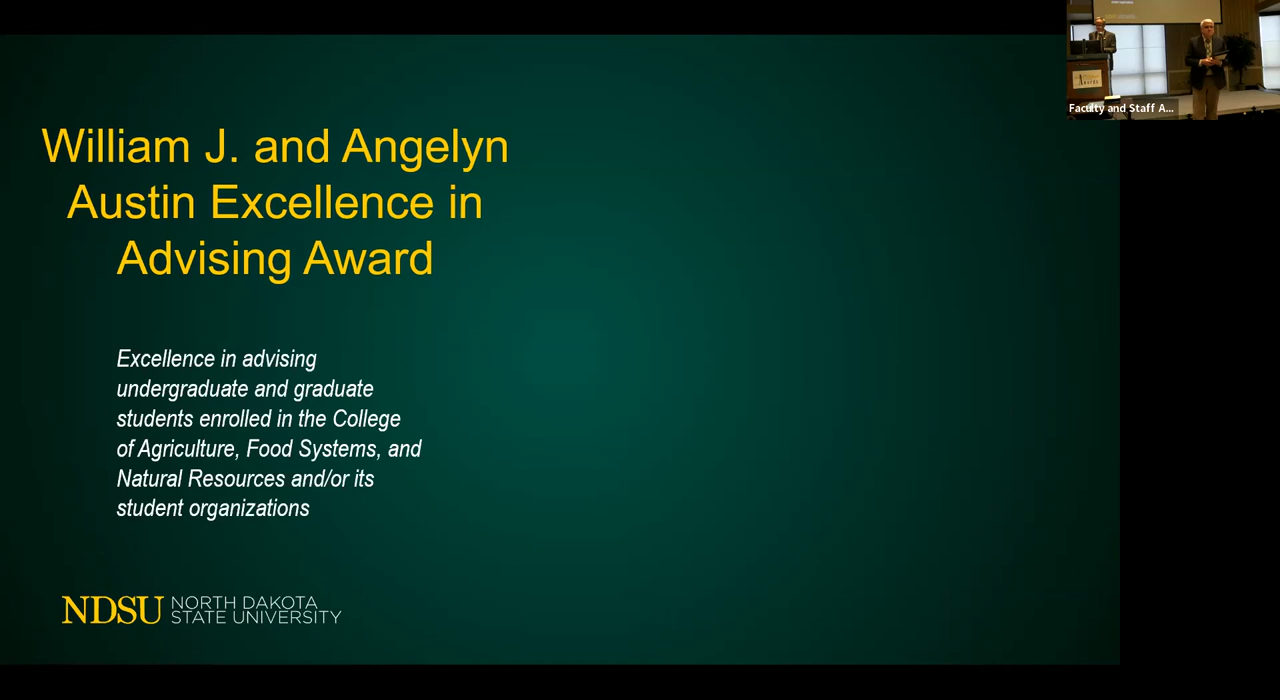 William J. and Angelyn
Austin Excellence in
Advising Award
Excellence in advising
undergraduate and graduate
students enrolled in the College
of Agriculture, Food Systems, and
Natural Resources and/or its
student organizations
NDSU NORTH DAKOTA
STATE UNIVERSITY
Faculty and Staff A...